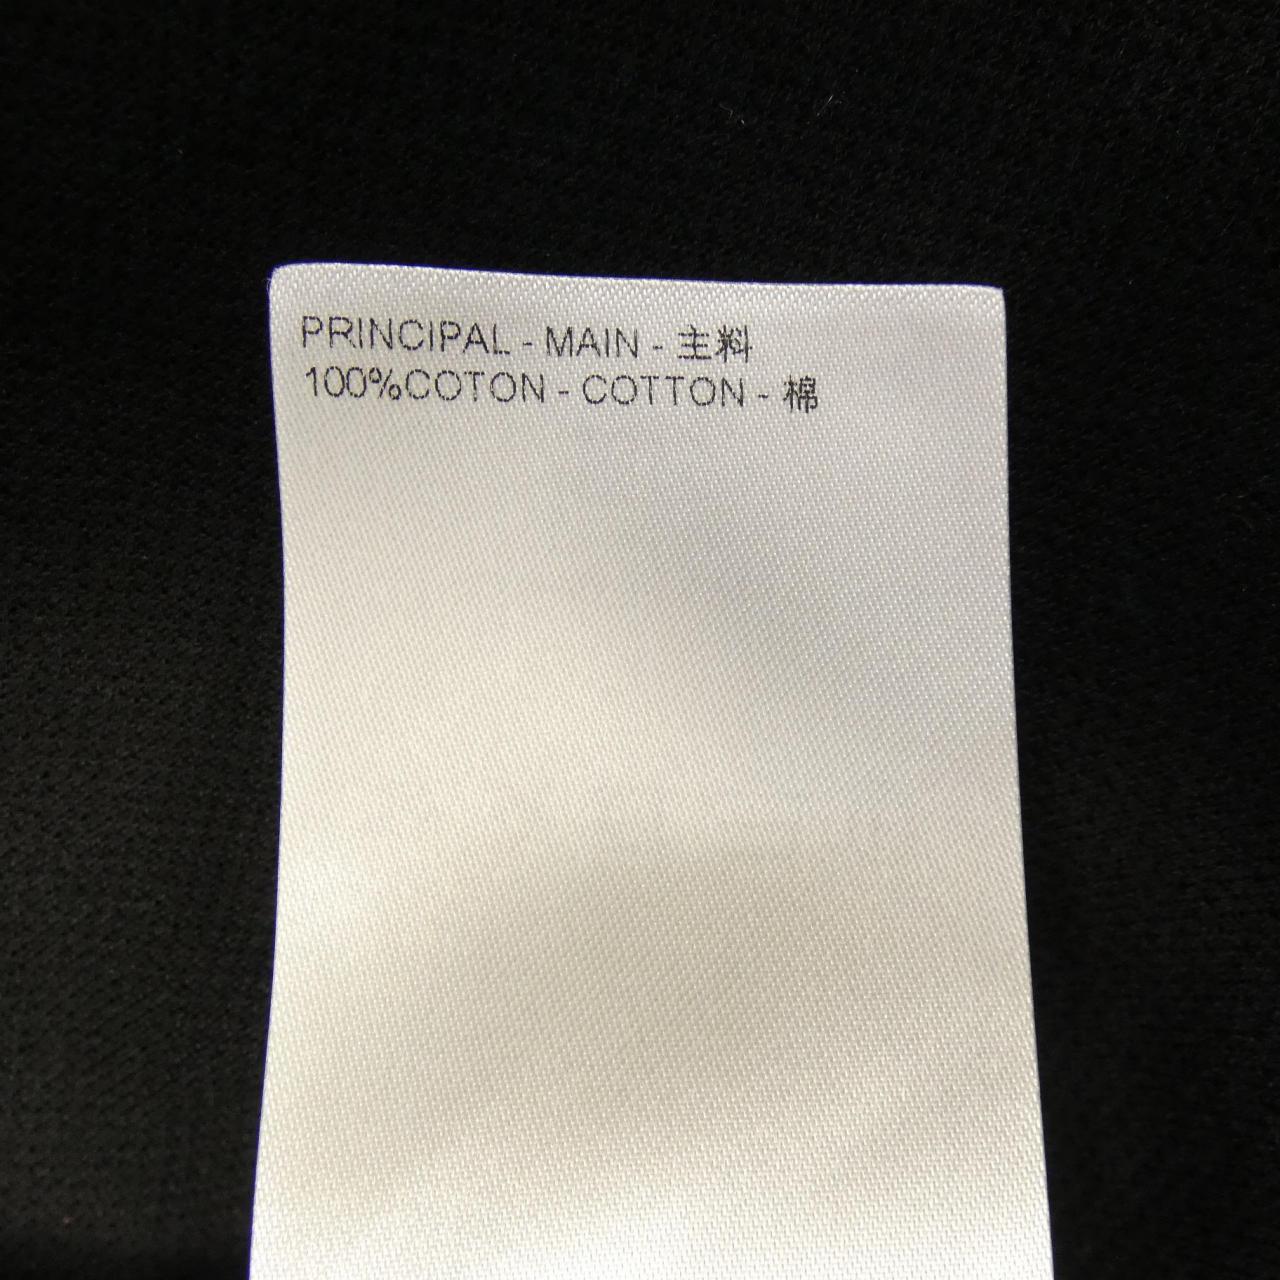 PRINCIPAL - MAIN - 主料
100%COTON - COTTON - 棉